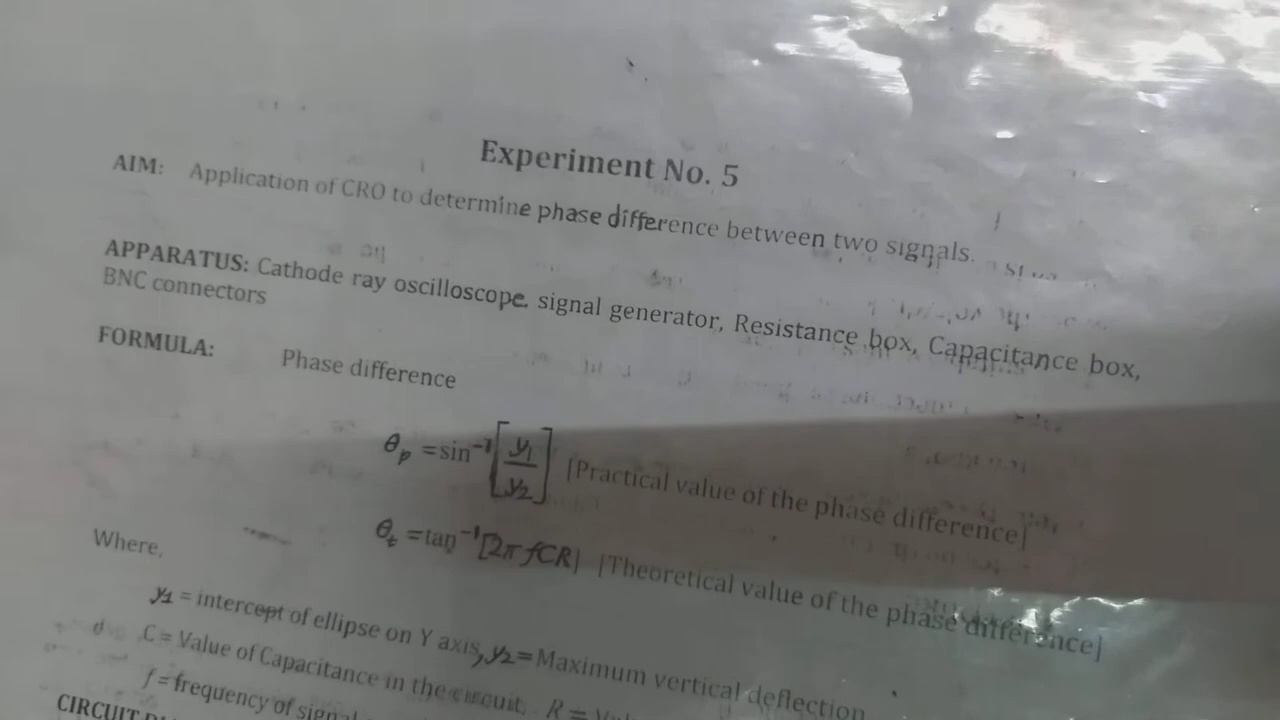 Experiment No. 5
AIM: Application of CRO to determine phase difference between two signals.
APPARATUS: Cathode ray oscilloscope, signal generator, Resistance box, Capacitance box,
BNC connectors
FORMULA: Phase difference
θp = sin⁻¹[y1/y2] [Practical value of the phase difference]
θt = tan⁻¹[2π fCR] [Theoretical value of the phase difference]
Where,
y1 = intercept of ellipse on Y axis, y2 = Maximum vertical deflection
C = Value of Capacitance in the circuit, R =
f = frequency of
CIRCUIT